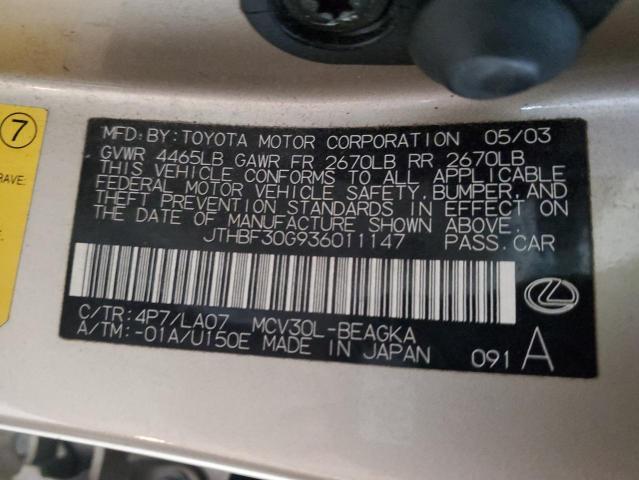 7
RAVE.
MFD. BY: TOYOTA MOTOR CORPORATION 05/03
GVWR 4465LB GAWR FR 2670LB RR 2670LB
THIS VEHICLE CONFORMS TO ALL APPLICABLE
FEDERAL MOTOR VEHICLE SAFETY, BUMPER, AND
THEFT PREVENTION STANDARDS IN EFFECT ON
THE DATE OF MANUFACTURE SHOWN ABOVE.
JTHBF30G936011147 PASS. CAR
C/TR: 4P7/LA07 MCV30L-BEAGKA
A/TM: -01A/U150E MADE IN JAPAN 091 A